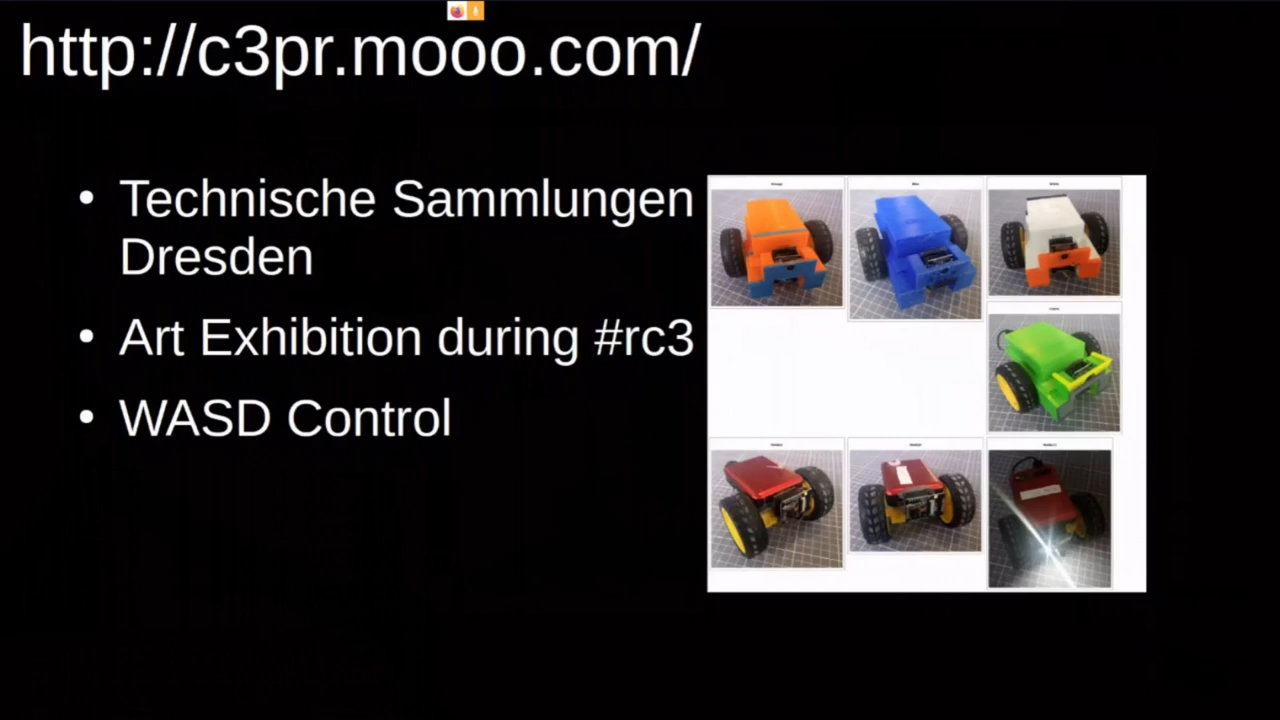 http://c3pr.mooo.com/
• Technische Sammlungen
Dresden
• Art Exhibition during #rc3
• WASD Control